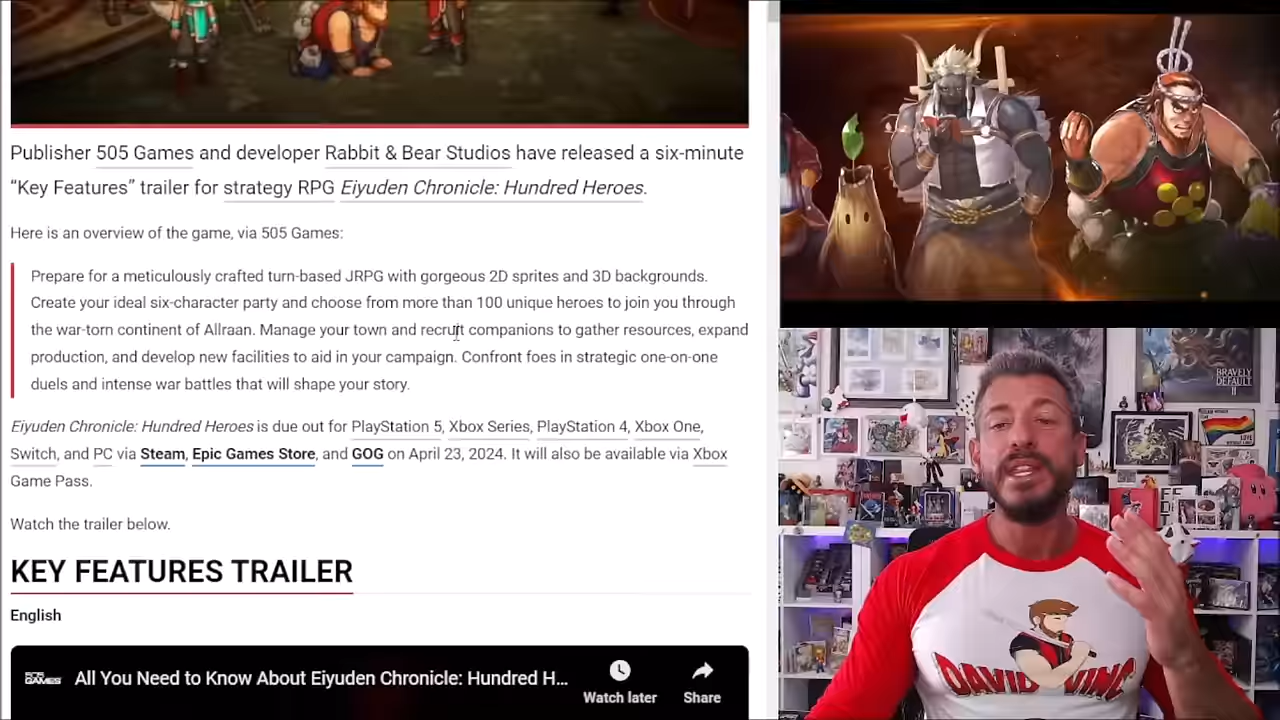 Publisher 505 Games and developer Rabbit & Bear Studios have released a six-minute
“Key Features” trailer for strategy RPG Eiyuden Chronicle: Hundred Heroes.
Here is an overview of the game, via 505 Games:
Prepare for a meticulously crafted turn-based JRPG with gorgeous 2D sprites and 3D backgrounds.
Create your ideal six-character party and choose from more than 100 unique heroes to join you through
the war-torn continent of Allraan. Manage your town and recruit companions to gather resources, expand
production, and develop new facilities to aid in your campaign. Confront foes in strategic one-on-one
duels and intense war battles that will shape your story.
Eiyuden Chronicle: Hundred Heroes is due out for PlayStation 5, Xbox Series, PlayStation 4, Xbox One,
Switch, and PC via Steam, Epic Games Store, and GOG on April 23, 2024. It will also be available via Xbox
Game Pass.
Watch the trailer below.
KEY FEATURES TRAILER
English
505 GAMES
All You Need to Know About Eiyuden Chronicle: Hundred H...
Watch later
Share
BRAVELY
DEFAULT
II
LOVE
DAVID VINC